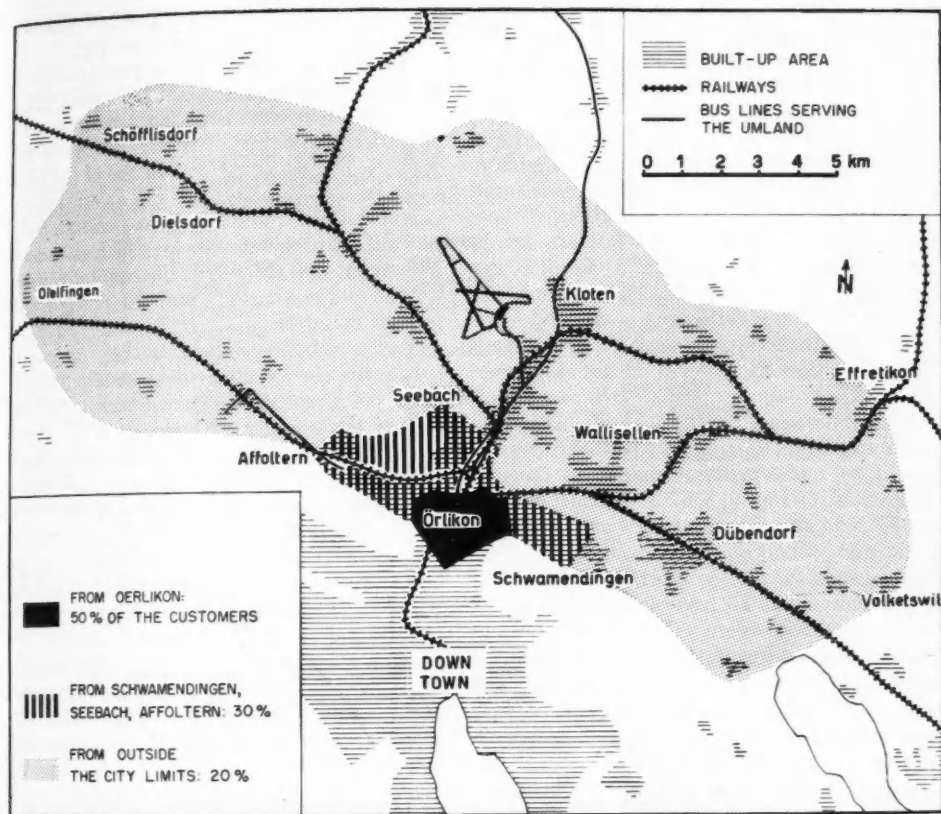 BUILT-UP AREA
RAILWAYS
BUS LINES SERVING
THE UMLAND
0 1 2 3 4 5 km
Schöfflisdorf
Dielsdorf
N
Kloten
Effretikon
Seebach
Wallisellen
Affoltern
Örlikon
Dübendorf
Schwamendingen
Volketswil
DOWN
TOWN
FROM OERLIKON:
50% OF THE CUSTOMERS
FROM SCHWAMENDINGEN,
SEEBACH, AFFOLTERN: 30%
FROM OUTSIDE
THE CITY LIMITS: 20%